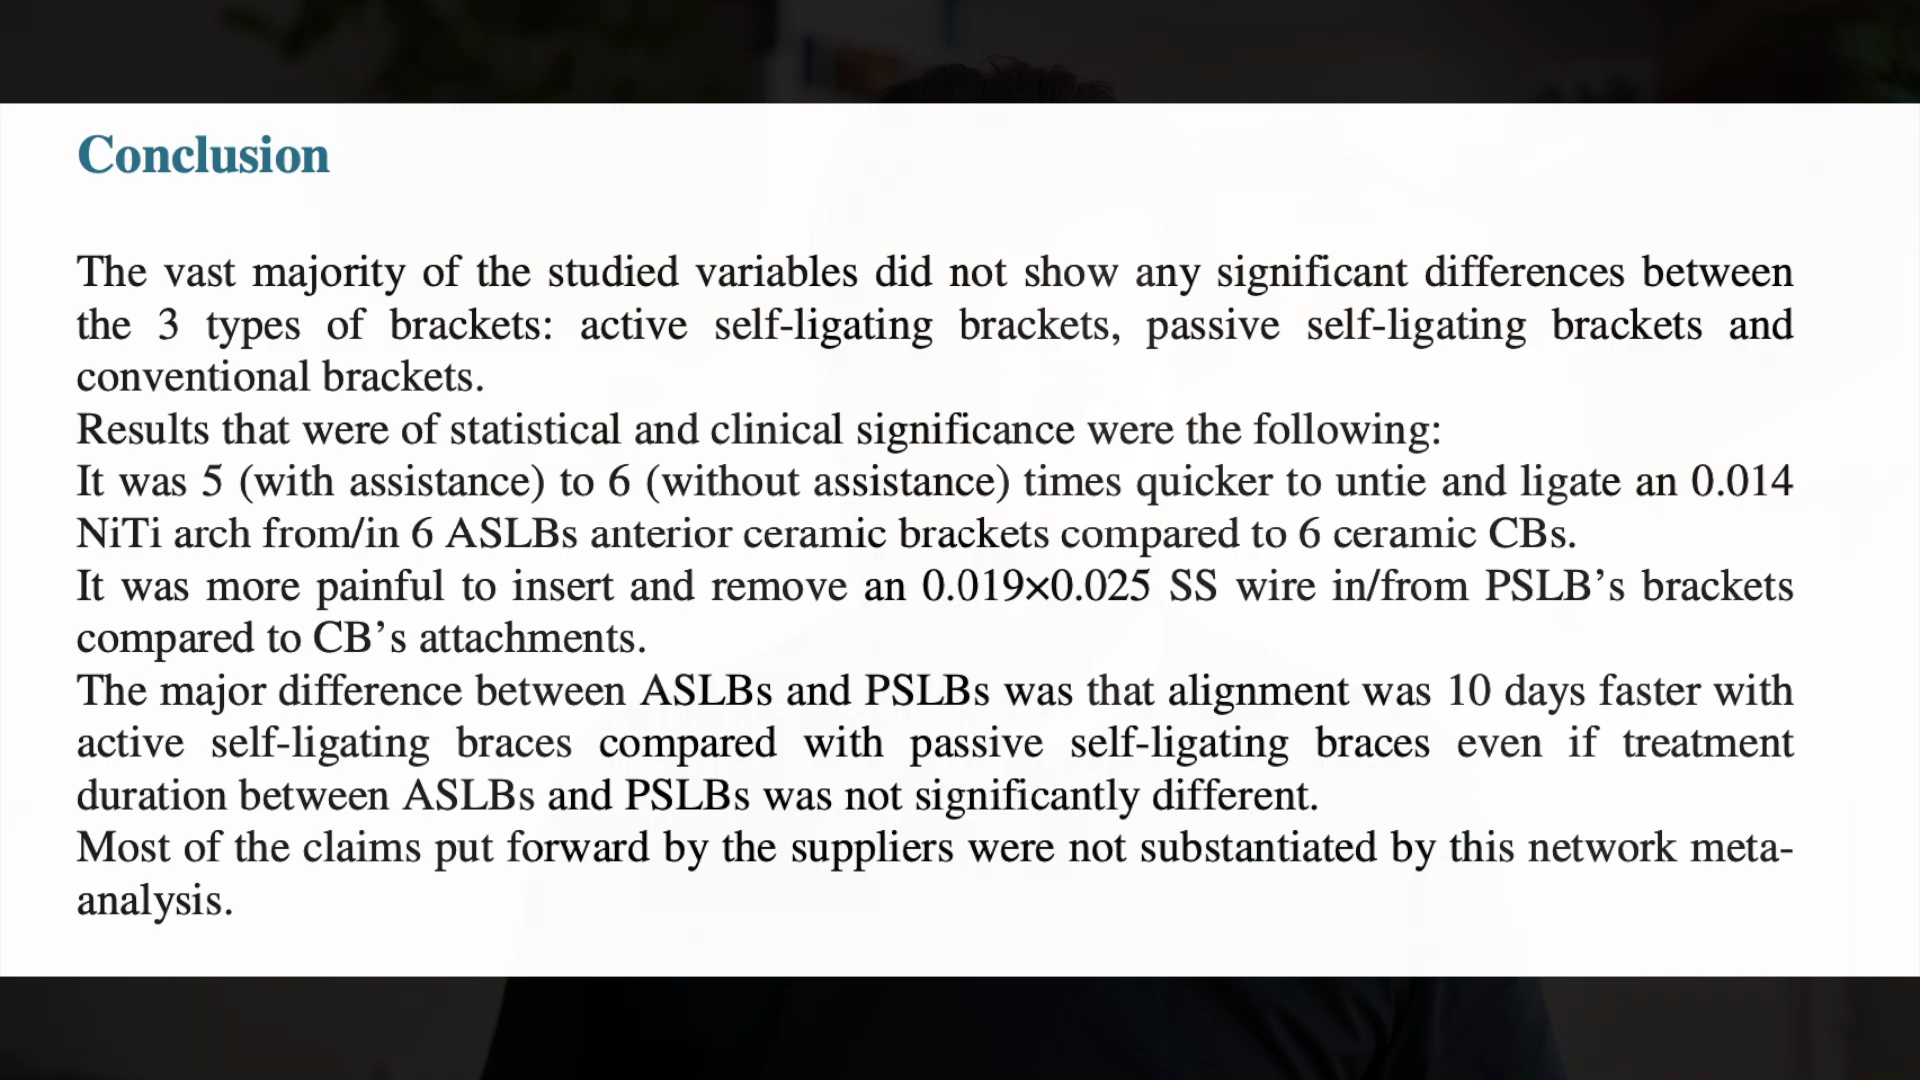 Conclusion
The vast majority of the studied variables did not show any significant differences between
the 3 types of brackets: active self-ligating brackets, passive self-ligating brackets and
conventional brackets.
Results that were of statistical and clinical significance were the following:
It was 5 (with assistance) to 6 (without assistance) times quicker to untie and ligate an 0.014
NiTi arch from/in 6 ASLBs anterior ceramic brackets compared to 6 ceramic CBs.
It was more painful to insert and remove an 0.019×0.025 SS wire in/from PSLB’s brackets
compared to CB’s attachments.
The major difference between ASLBs and PSLBs was that alignment was 10 days faster with
active self-ligating braces compared with passive self-ligating braces even if treatment
duration between ASLBs and PSLBs was not significantly different.
Most of the claims put forward by the suppliers were not substantiated by this network meta-
analysis.